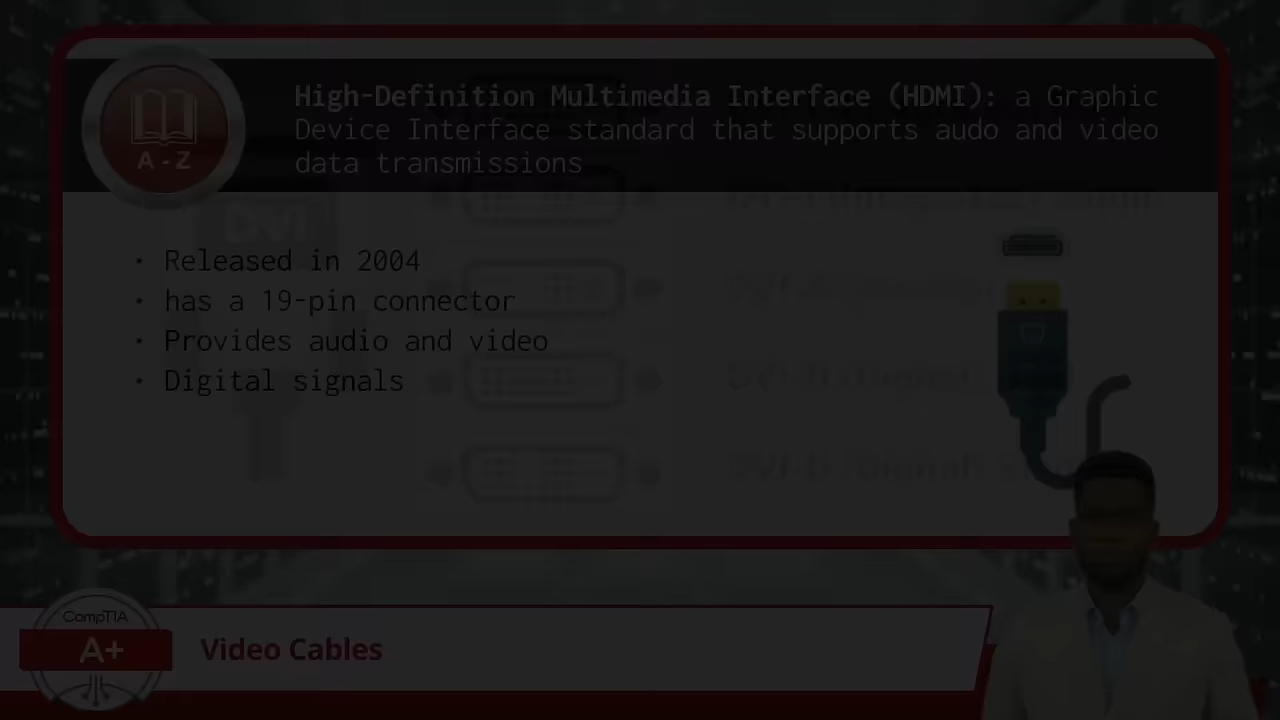 High-Definition Multimedia Interface (HDMI): a Graphic
Device Interface standard that supports audo and video
data transmissions
A-Z
DVI
• Released in 2004
• has a 19-pin connector
• Provides audio and video
• Digital signals
CompTIA
A+
Video Cables